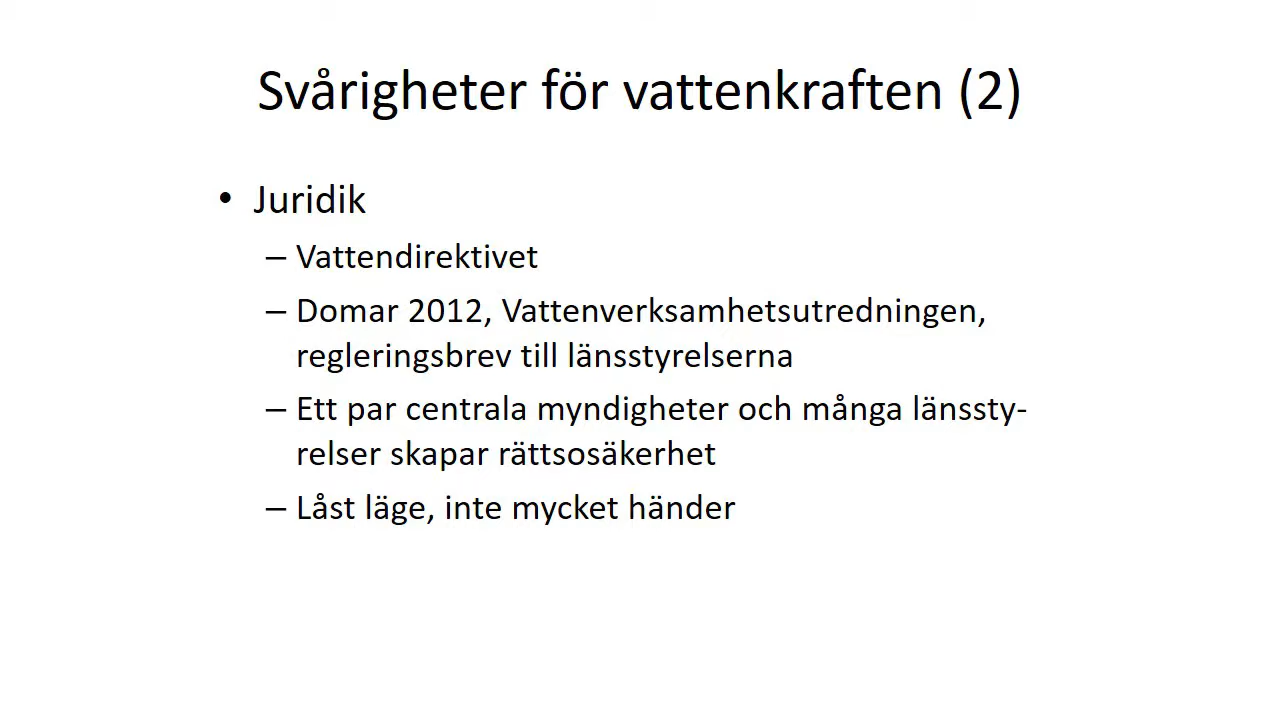 Svårigheter för vattenkraften (2)
• Juridik
– Vattendirektivet
– Domar 2012, Vattenverksamhetsutredningen,
regleringsbrev till länsstyrelserna
– Ett par centrala myndigheter och många länssty-
relser skapar rättsosäkerhet
– Låst läge, inte mycket händer